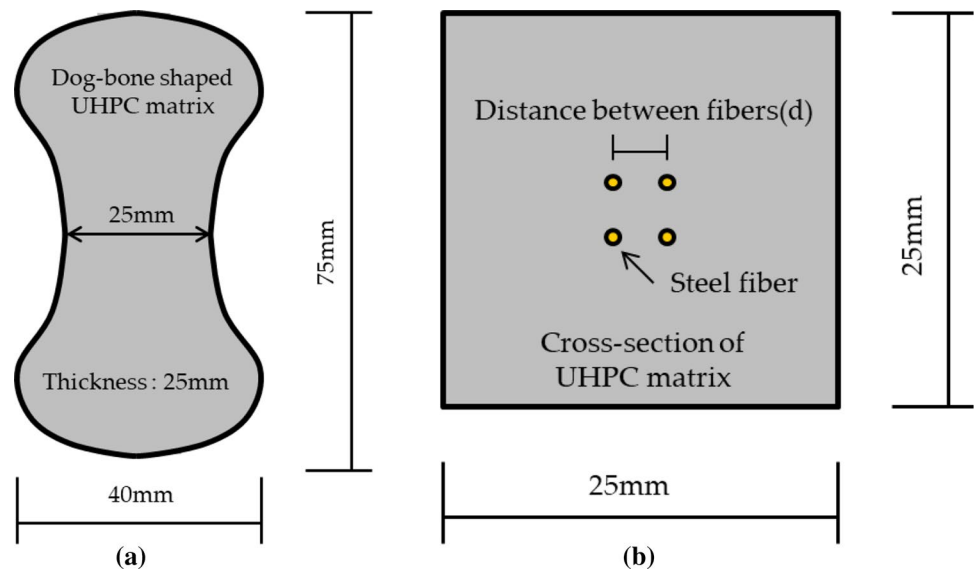 Dog-bone shaped
UHPC matrix
25mm
Thickness : 25mm
75mm
40mm
(a)
Distance between fibers(d)
Steel fiber
Cross-section of
UHPC matrix
25mm
25mm
(b)